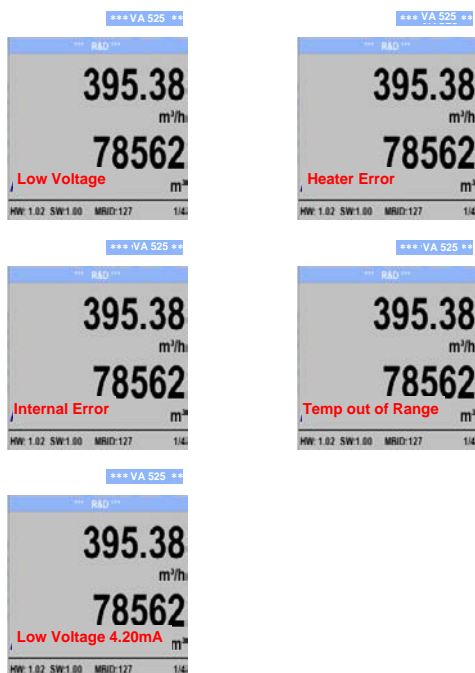 *** VA 525 **
*** R&D ***
395.38
m³/h
78562
Low Voltage
m³
HW: 1.02 SW:1.00 MBID:127 1/4
*** VA 525 **
*** R&D ***
395.38
m³/h
78562
Heater Error
m³
HW: 1.02 SW:1.00 MBID:127 1/4
*** VA 525 **
*** R&D ***
395.38
m³/h
78562
Internal Error
m³
HW: 1.02 SW:1.00 MBID:127 1/4
*** VA 525 **
*** R&D ***
395.38
m³/h
78562
Temp out of Range
m³
HW: 1.02 SW:1.00 MBID:127 1/4
*** VA 525 **
*** R&D ***
395.38
m³/h
78562
Low Voltage 4.20mA
m³
HW: 1.02 SW:1.00 MBID:127 1/4